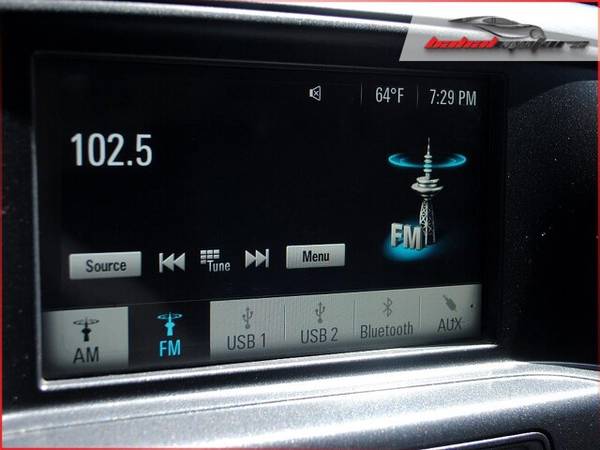 64°F
7:29 PM
102.5
FM
Source
Tune
Menu
AM
FM
USB 1
USB 2
Bluetooth
AUX